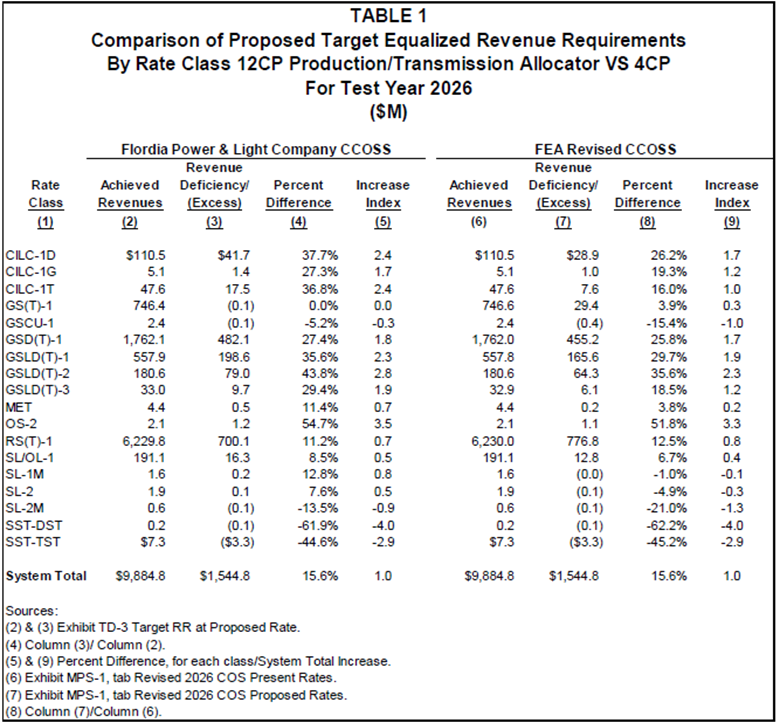 TABLE 1
Comparison of Proposed Target Equalized Revenue Requirements
By Rate Class 12CP Production/Transmission Allocator VS 4CP
For Test Year 2026
($M)
Flordia Power & Light Company CCOSS FEA Revised CCOSS
Revenue Revenue
Rate Achieved Deficiency/ Percent Increase Achieved Deficiency/ Percent Increase
Class Revenues (Excess) Difference Index Revenues (Excess) Difference Index
(1) (2) (3) (4) (5) (6) (7) (8) (9)
CILC-1D $110.5 $41.7 37.7% 2.4 $110.5 $28.9 26.2% 1.7
CILC-1G 5.1 1.4 27.3% 1.7 5.1 1.0 19.3% 1.2
CILC-1T 47.6 17.5 36.8% 2.4 47.6 7.6 16.0% 1.0
GS(T)-1 746.4 (0.1) 0.0% 0.0 746.6 29.4 3.9% 0.3
GSCU-1 2.4 (0.1) -5.2% -0.3 2.4 (0.4) -15.4% -1.0
GSD(T)-1 1,762.1 482.1 27.4% 1.8 1,762.0 455.2 25.8% 1.7
GSLD(T)-1 557.9 198.6 35.6% 2.3 557.8 165.6 29.7% 1.9
GSLD(T)-2 180.6 79.0 43.8% 2.8 180.6 64.3 35.6% 2.3
GSLD(T)-3 33.0 9.7 29.4% 1.9 32.9 6.1 18.5% 1.2
MET 4.4 0.5 11.4% 0.7 4.4 0.2 3.8% 0.2
OS-2 2.1 1.2 54.7% 3.5 2.1 1.1 51.8% 3.3
RS(T)-1 6,229.8 700.1 11.2% 0.7 6,230.0 776.8 12.5% 0.8
SL/OL-1 191.1 16.3 8.5% 0.5 191.1 12.8 6.7% 0.4
SL-1M 1.6 0.2 12.8% 0.8 1.6 (0.0) -1.0% -0.1
SL-2 1.9 0.1 7.6% 0.5 1.9 (0.1) -4.9% -0.3
SL-2M 0.6 (0.1) -13.5% -0.9 0.6 (0.1) -21.0% -1.3
SST-DST 0.2 (0.1) -61.9% -4.0 0.2 (0.1) -62.2% -4.0
SST-TST $7.3 ($3.3) -44.6% -2.9 $7.3 ($3.3) -45.2% -2.9
System Total $9,884.8 $1,544.8 15.6% 1.0 $9,884.8 $1,544.8 15.6% 1.0
Sources:
(2) & (3) Exhibit TD-3 Target RR at Proposed Rate.
(4) Column (3)/ Column (2).
(5) & (9) Percent Difference, for each class/System Total Increase.
(6) Exhibit MPS-1, tab Revised 2026 COS Present Rates.
(7) Exhibit MPS-1, tab Revised 2026 COS Proposed Rates.
(8) Column (7)/Column (6).